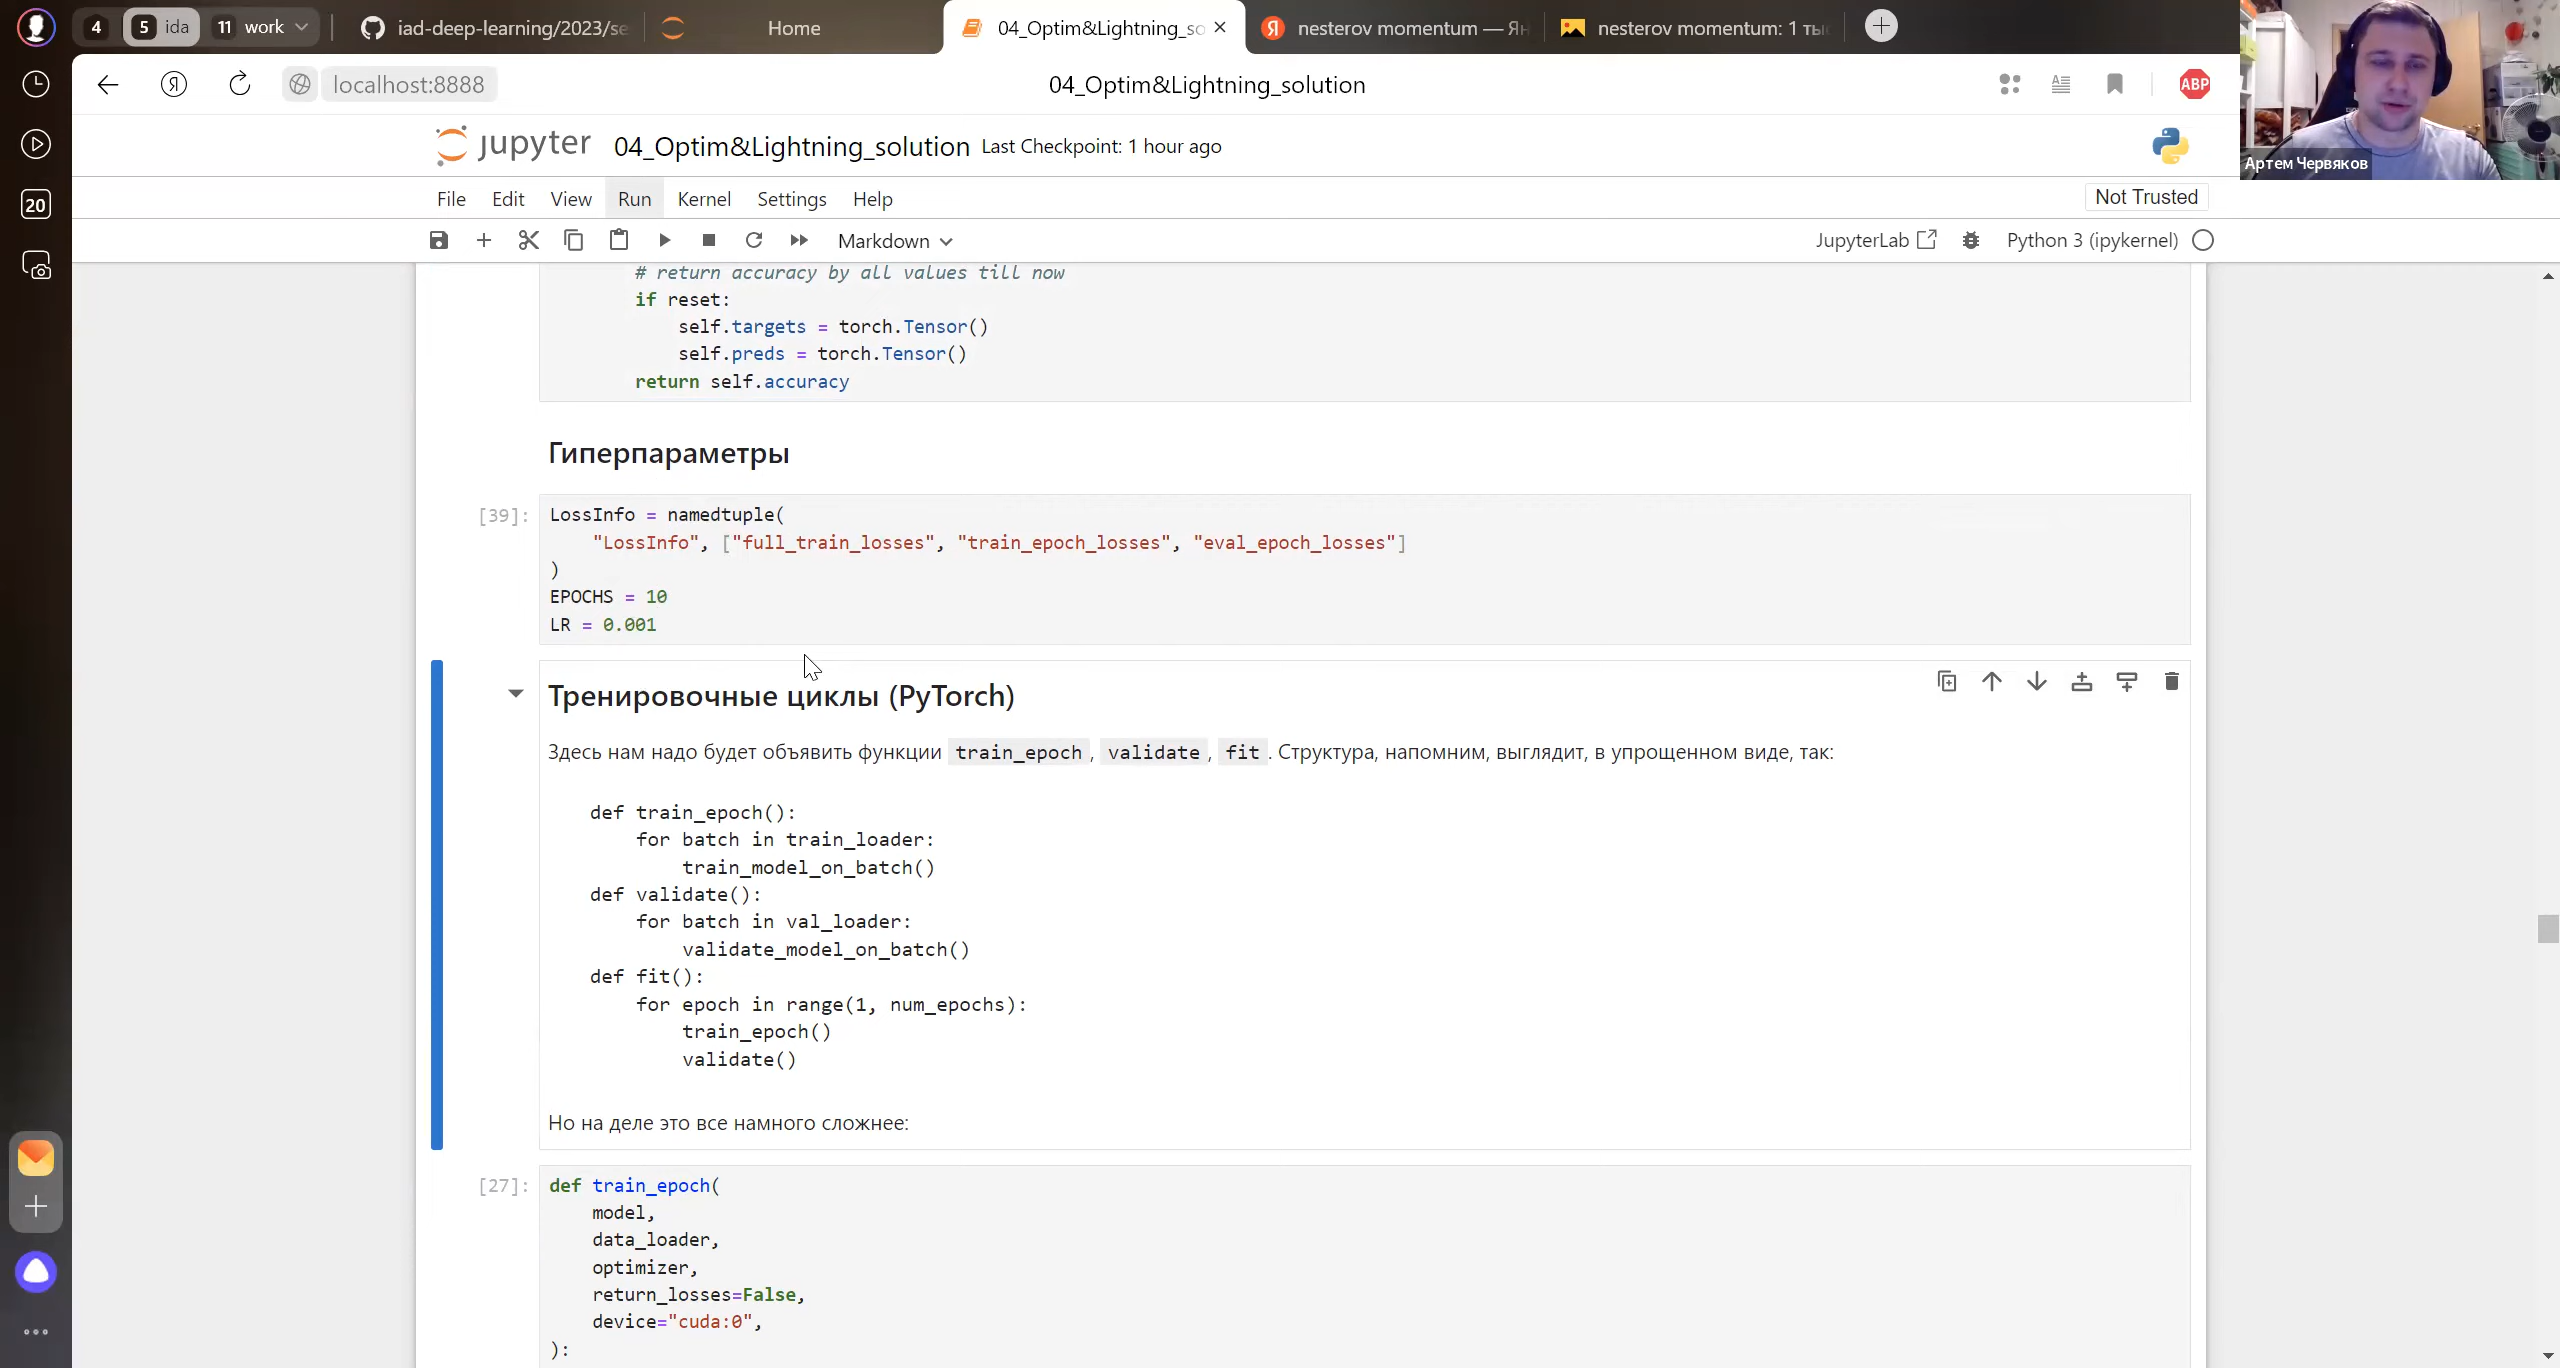 4
5 ida
11 work
iad-deep-learning/2023/se
Home
04_Optim&Lightning_so
nesterov momentum — Ян
nesterov momentum: 1 ты
localhost:8888
04_Optim&Lightning_solution
ABP
20
jupyter 04_Optim&Lightning_solution Last Checkpoint: 1 hour ago
Артем Червяков
File Edit View Run Kernel Settings Help
Not Trusted
Markdown
JupyterLab
Python 3 (ipykernel)
# return accuracy by all values till now
if reset:
self.targets = torch.Tensor()
self.preds = torch.Tensor()
return self.accuracy
Гиперпараметры
[39]:
LossInfo = namedtuple(
"LossInfo", ["full_train_losses", "train_epoch_losses", "eval_epoch_losses"]
)
EPOCHS = 10
LR = 0.001
Тренировочные циклы (PyTorch)
Здесь нам надо будет объявить функции train_epoch, validate, fit. Структура, напомним, выглядит, в упрощенном виде, так:
def train_epoch():
for batch in train_loader:
train_model_on_batch()
def validate():
for batch in val_loader:
validate_model_on_batch()
def fit():
for epoch in range(1, num_epochs):
train_epoch()
validate()
Но на деле это все намного сложнее:
[27]:
def train_epoch(
model,
data_loader,
optimizer,
return_losses=False,
device="cuda:0",
):